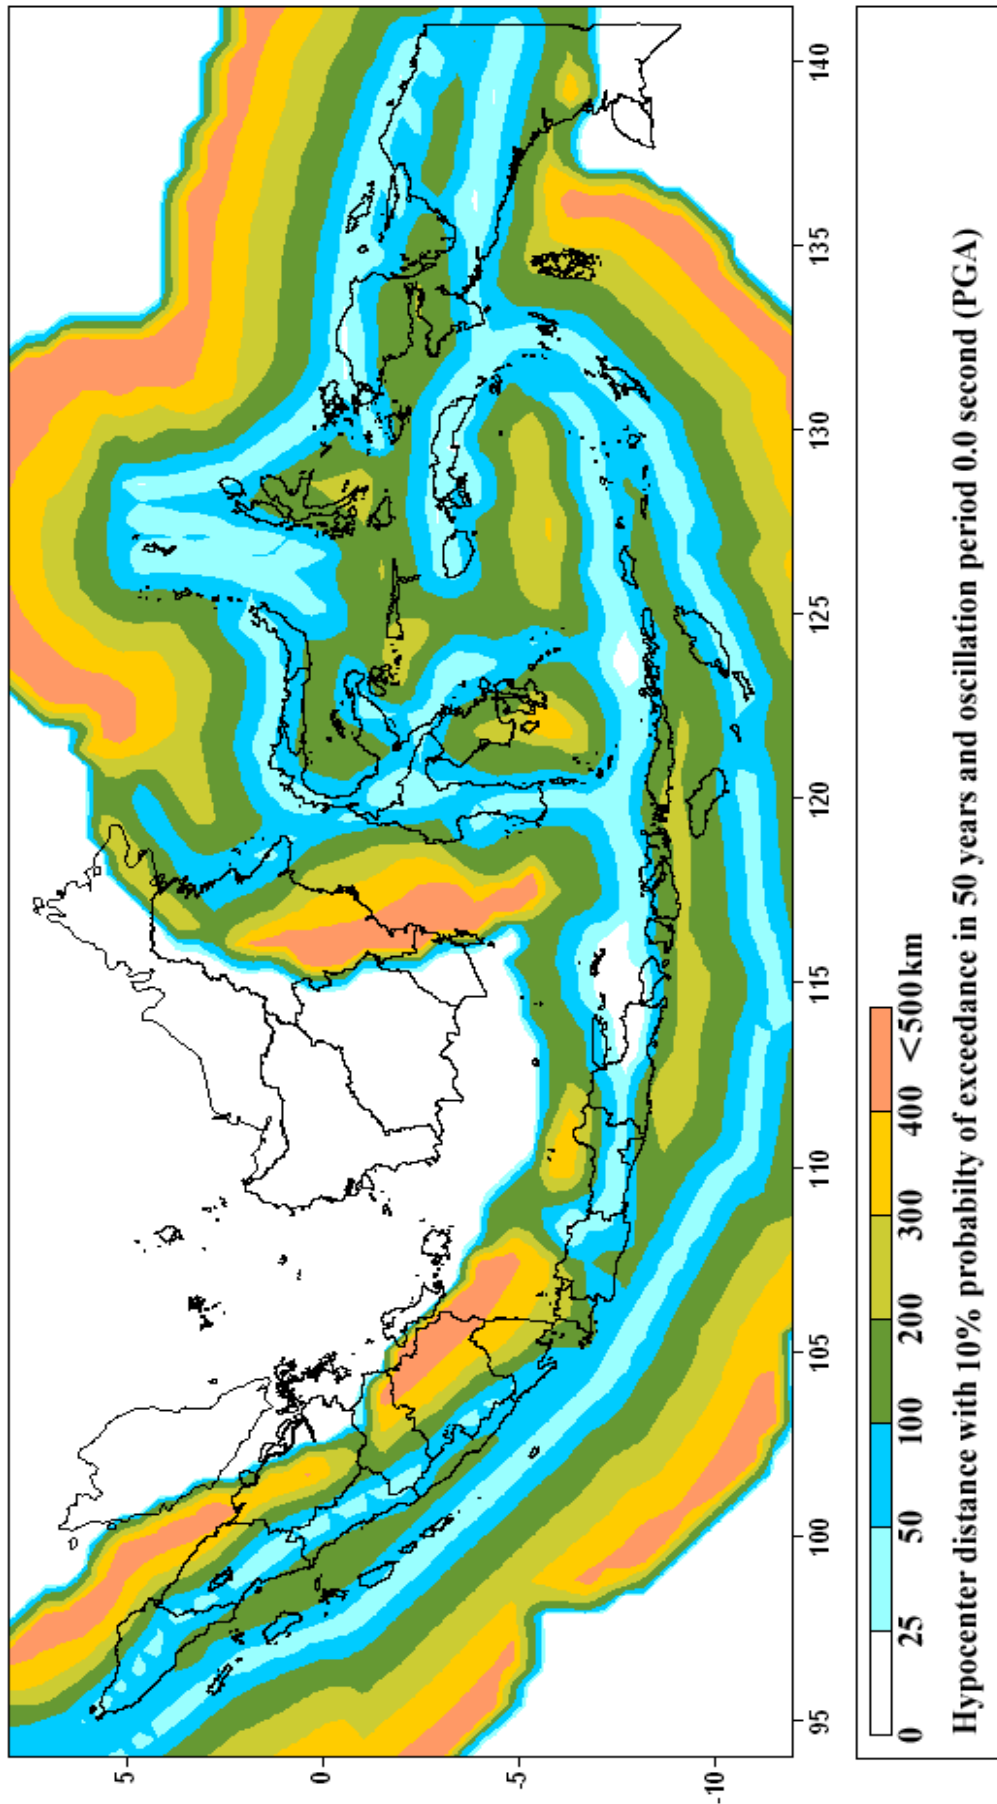 5
0
-5
-10
95 100 105 110 115 120 125 130 135 140
0 25 50 100 200 300 400 <500km
Hypocenter distance with 10% probabilty of exceedance in 50 years and oscillation period 0.0 second (PGA)